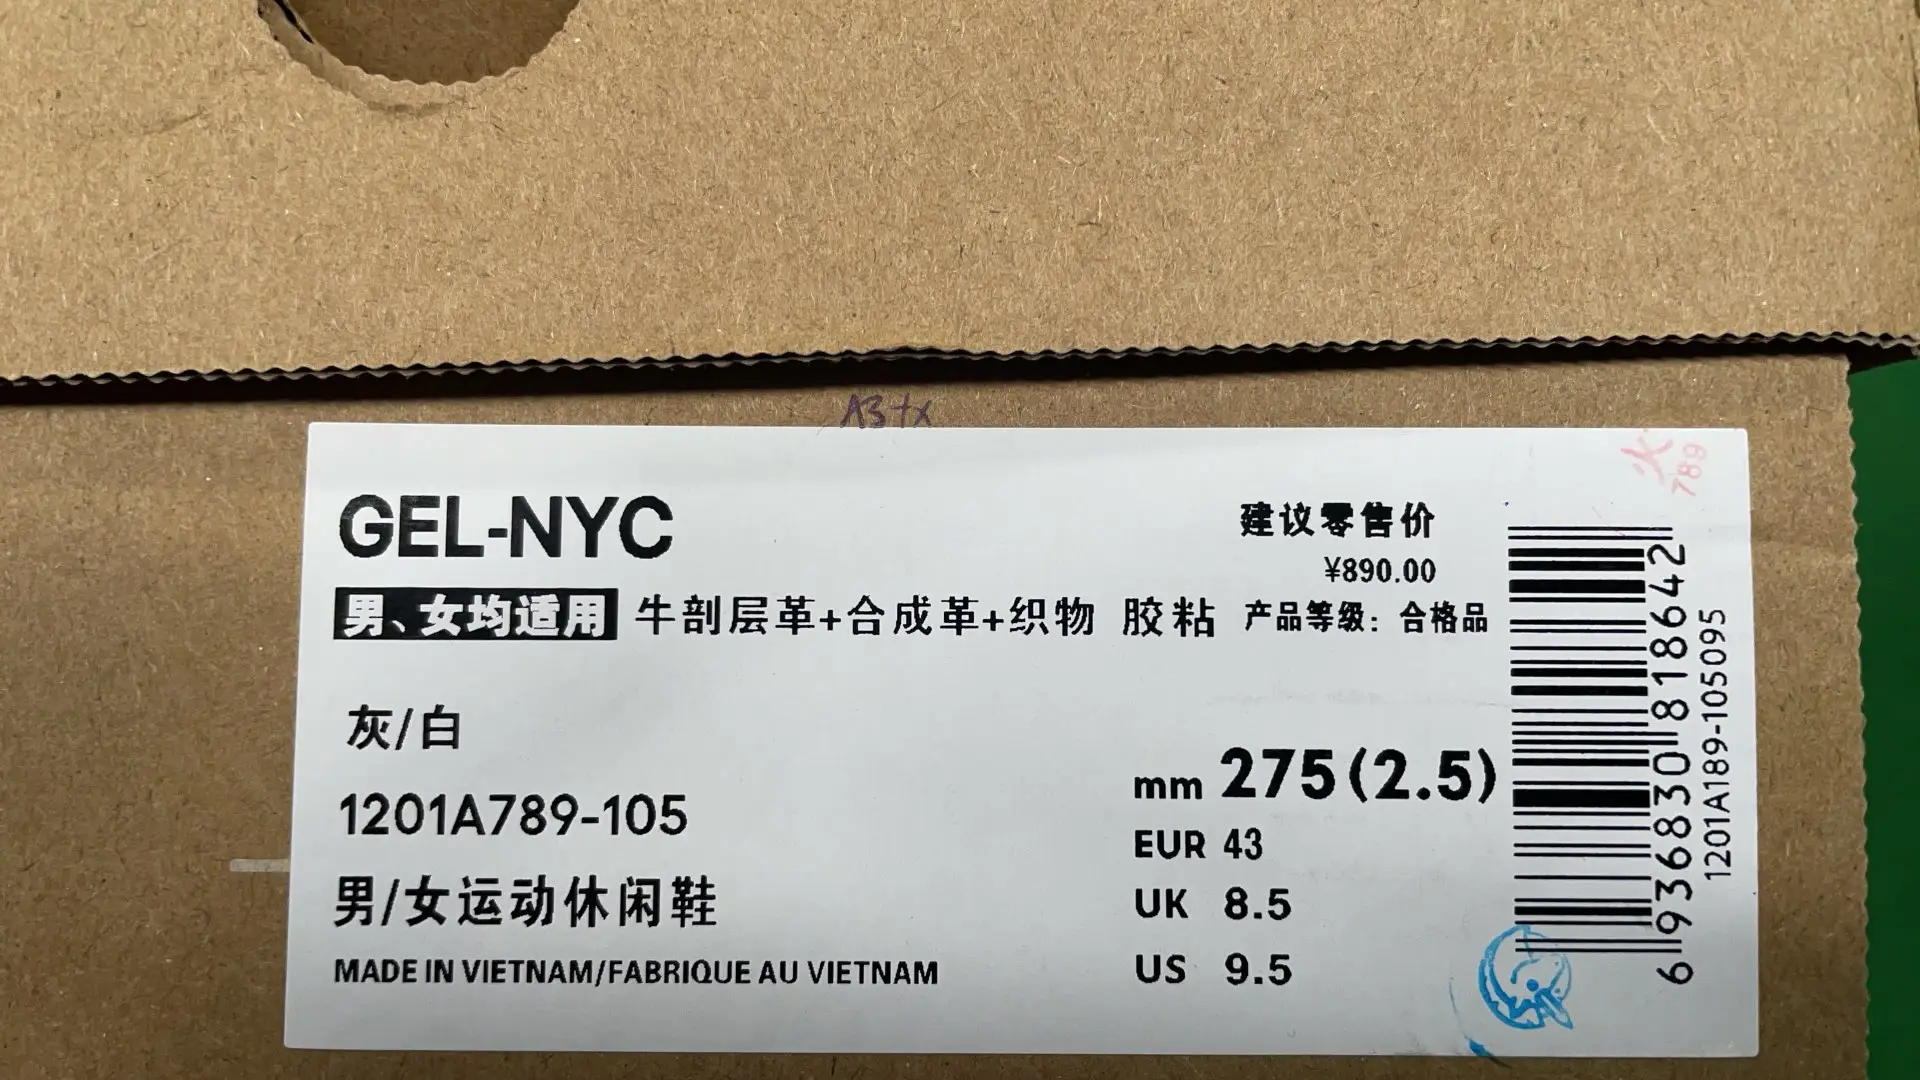 A3tx
GEL-NYC
男、女均适用
牛剖层革+合成革+织物 胶粘
建议零售价
¥890.00
产品等级：合格品
灰/白
1201A789-105
男/女运动休闲鞋
MADE IN VIETNAM/FABRIQUE AU VIETNAM
mm 275(2.5)
EUR 43
UK 8.5
US 9.5
6936830818642
1201A189-105095
火
789